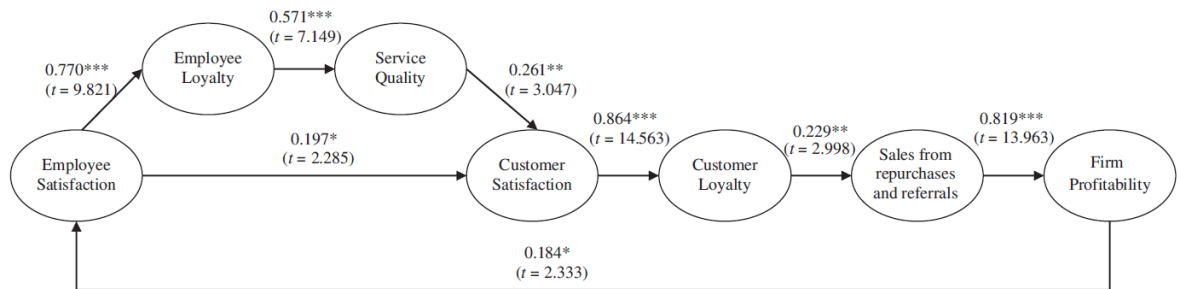 0.571***
(t = 7.149)
Employee
Loyalty
Service
Quality
0.770***
(t = 9.821)
0.261**
(t = 3.047)
0.864***
(t = 14.563)
0.819***
(t = 13.963)
0.229**
(t = 2.998)
0.197*
(t = 2.285)
Employee
Satisfaction
Customer
Satisfaction
Customer
Loyalty
Sales from
repurchases
and referrals
Firm
Profitability
0.184*
(t = 2.333)